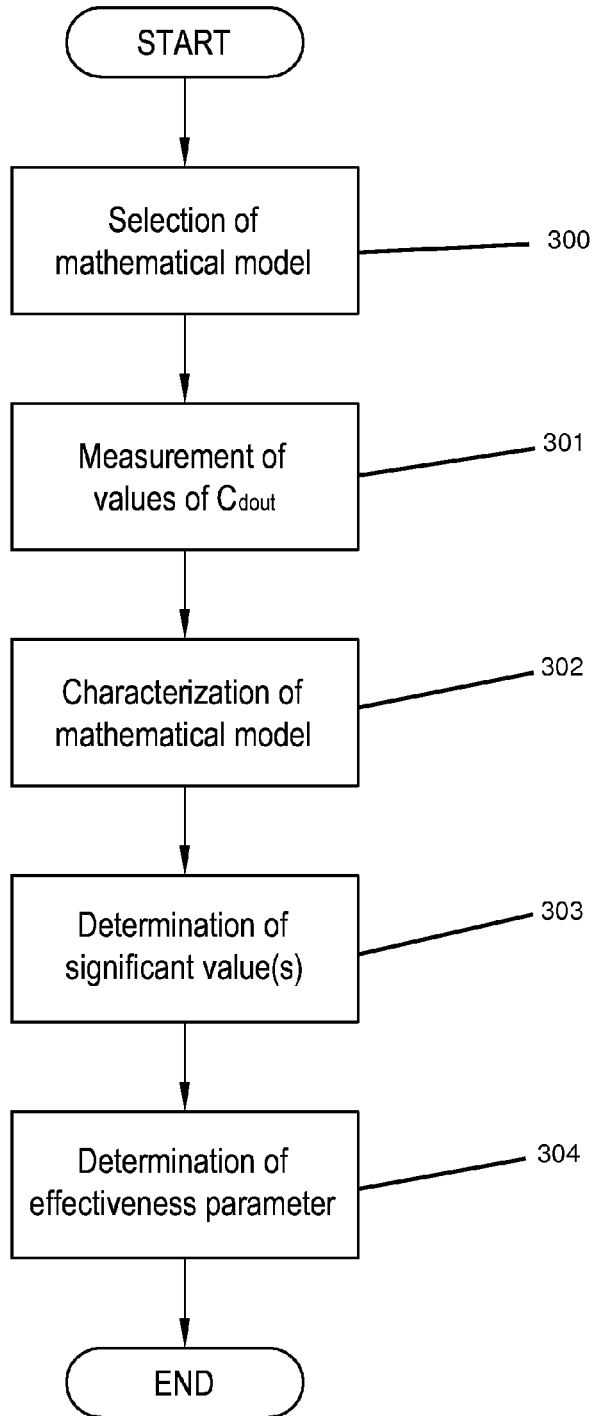 START
Selection of
mathematical model
300
Measurement of
values of Cdout
301
Characterization of
mathematical model
302
Determination of
significant value(s)
303
Determination of
effectiveness parameter
304
END